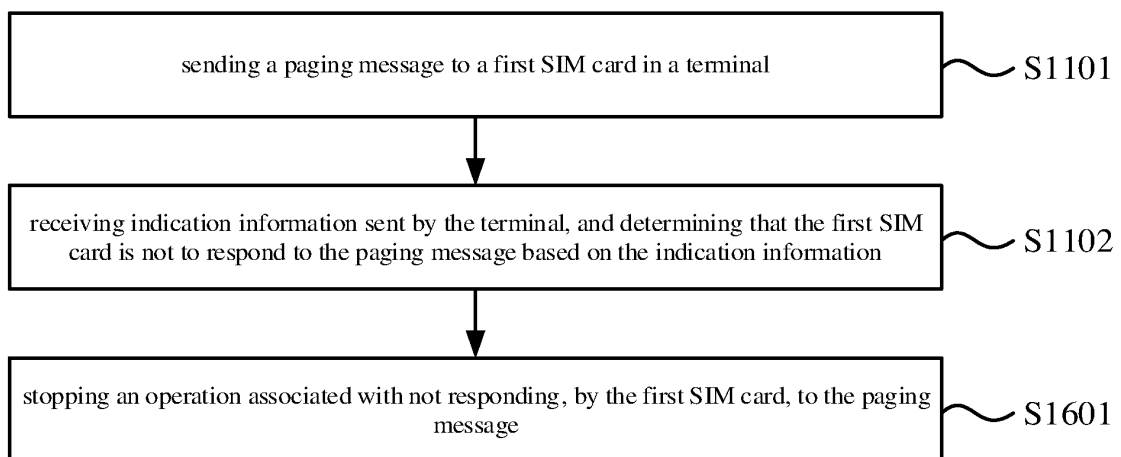 sending a paging message to a first SIM card in a terminal
S1101
receiving indication information sent by the terminal, and determining that the first SIM
card is not to respond to the paging message based on the indication information
S1102
stopping an operation associated with not responding, by the first SIM card, to the paging
message
S1601